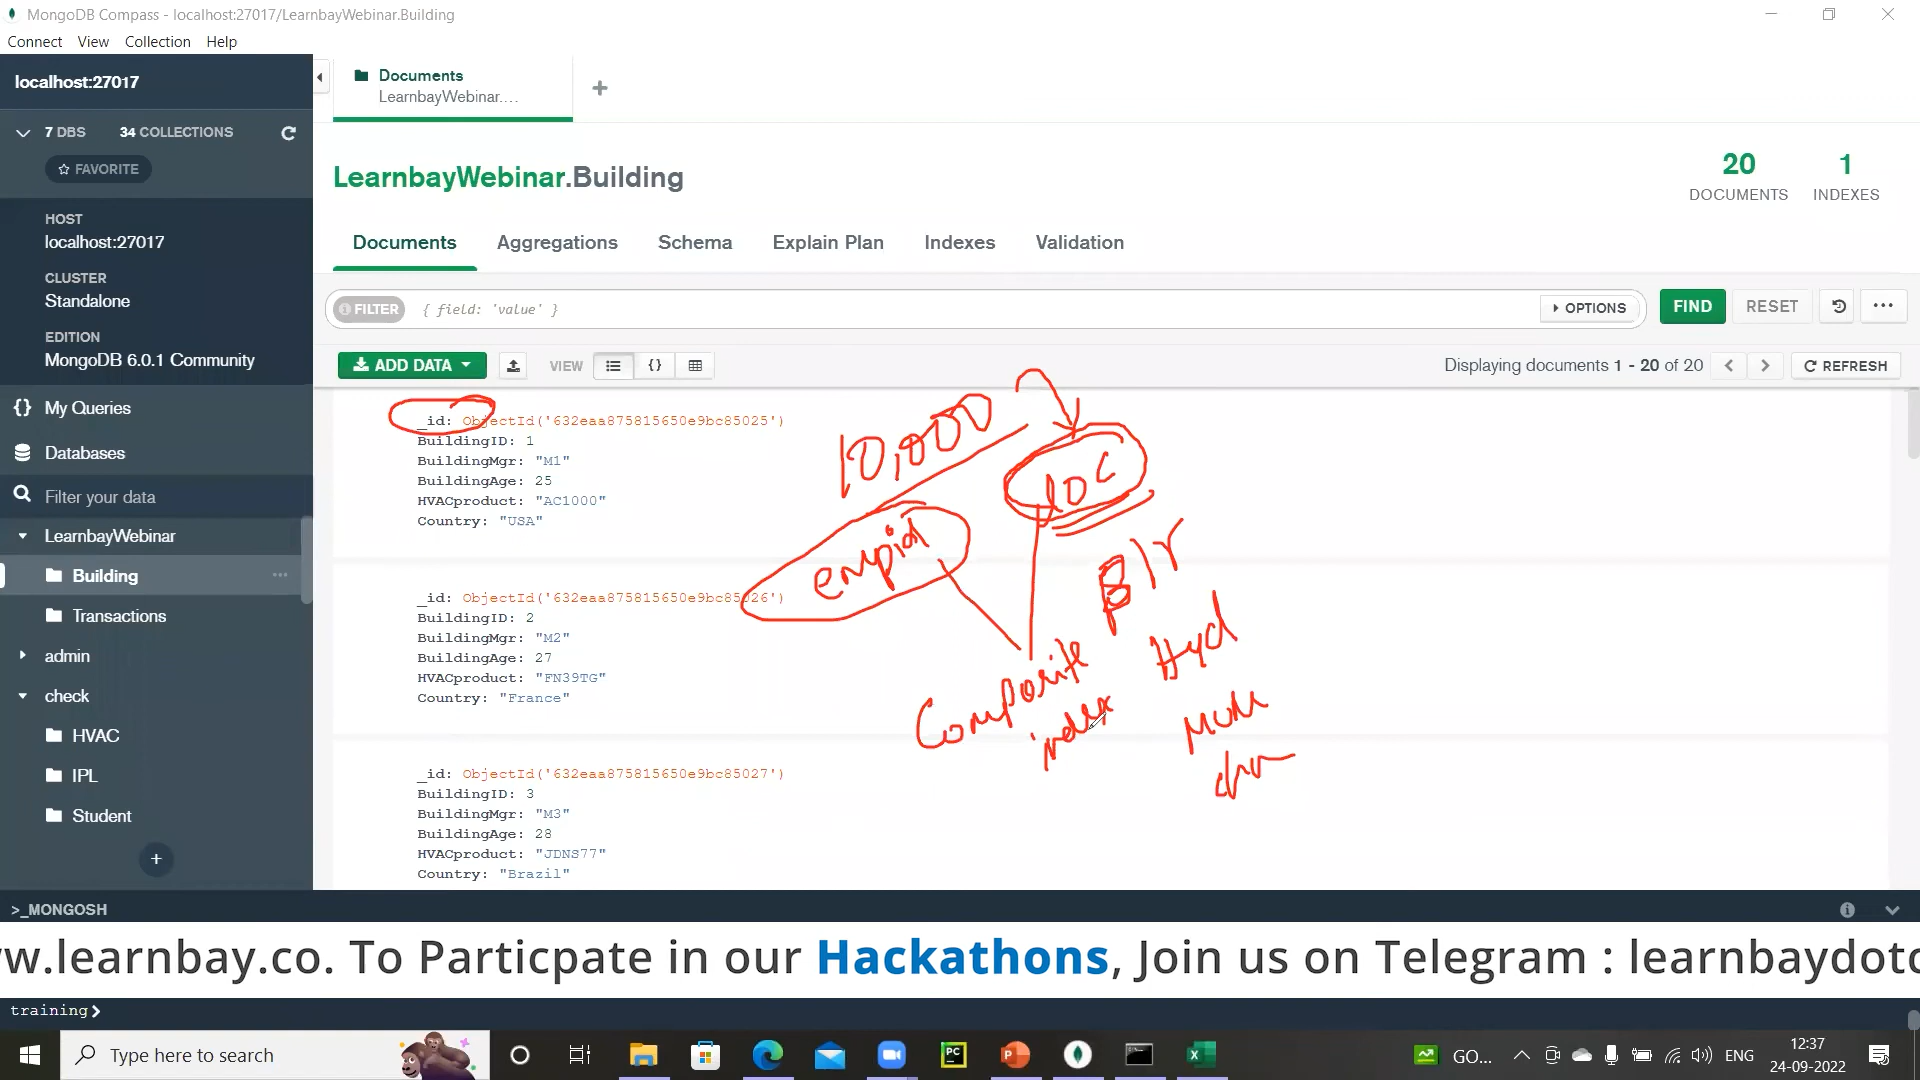 MongoDB Compass - localhost:27017/LearnbayWebinar.Building
Connect View Collection Help
localhost:27017
7 DBS 34 COLLECTIONS
FAVORITE
HOST
localhost:27017
CLUSTER
Standalone
EDITION
MongoDB 6.0.1 Community
{} My Queries
Databases
Filter your data
LearnbayWebinar
Building ...
Transactions
admin
check
HVAC
IPL
Student
+
Documents
LearnbayWebinar....
+
LearnbayWebinar.Building
20
DOCUMENTS
1
INDEXES
Documents Aggregations Schema Explain Plan Indexes Validation
FILTER { field: 'value' } OPTIONS FIND RESET ...
ADD DATA VIEW {} Displaying documents 1 - 20 of 20 < > REFRESH
_id: ObjectId('632eaa875815650e9bc85025')
BuildingID: 1
BuildingMgr: "M1"
BuildingAge: 25
HVACproduct: "AC1000"
Country: "USA"
_id: ObjectId('632eaa875815650e9bc85026')
BuildingID: 2
BuildingMgr: "M2"
BuildingAge: 27
HVACproduct: "FN39TG"
Country: "France"
_id: ObjectId('632eaa875815650e9bc85027')
BuildingID: 3
BuildingMgr: "M3"
BuildingAge: 28
HVACproduct: "JDNS77"
Country: "Brazil"
10,000
loc
empid
Blr
Hyd
Mum
Composite
index
>_MONGOSH
w.learnbay.co. To Particpate in our Hackathons, Join us on Telegram : learnbaydotc
training>
Type here to search
PC
GO...
ENG
12:37
24-09-2022